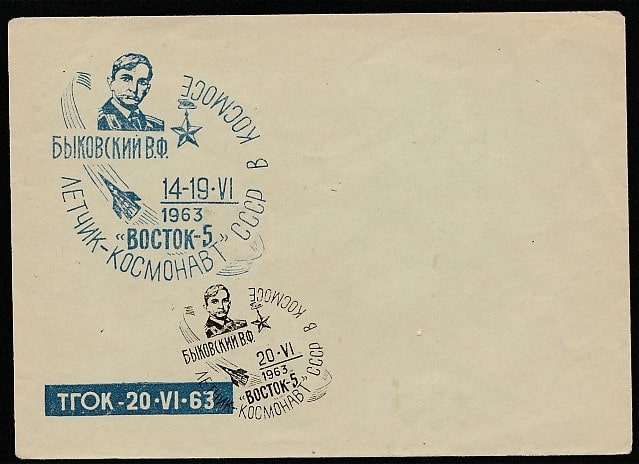 БЫКОВСКИЙ В.Ф.
14-19·VI
1963
«ВОСТОК-5»
ЛЕТЧИК-КОСМОНАВТ СССР В КОСМОСЕ
БЫКОВСКИЙ В.Ф.
20·VI
1963
«ВОСТОК-5»
ЛЕТЧИК-КОСМОНАВТ СССР В КОСМОСЕ
ТГОК-20·VI·63